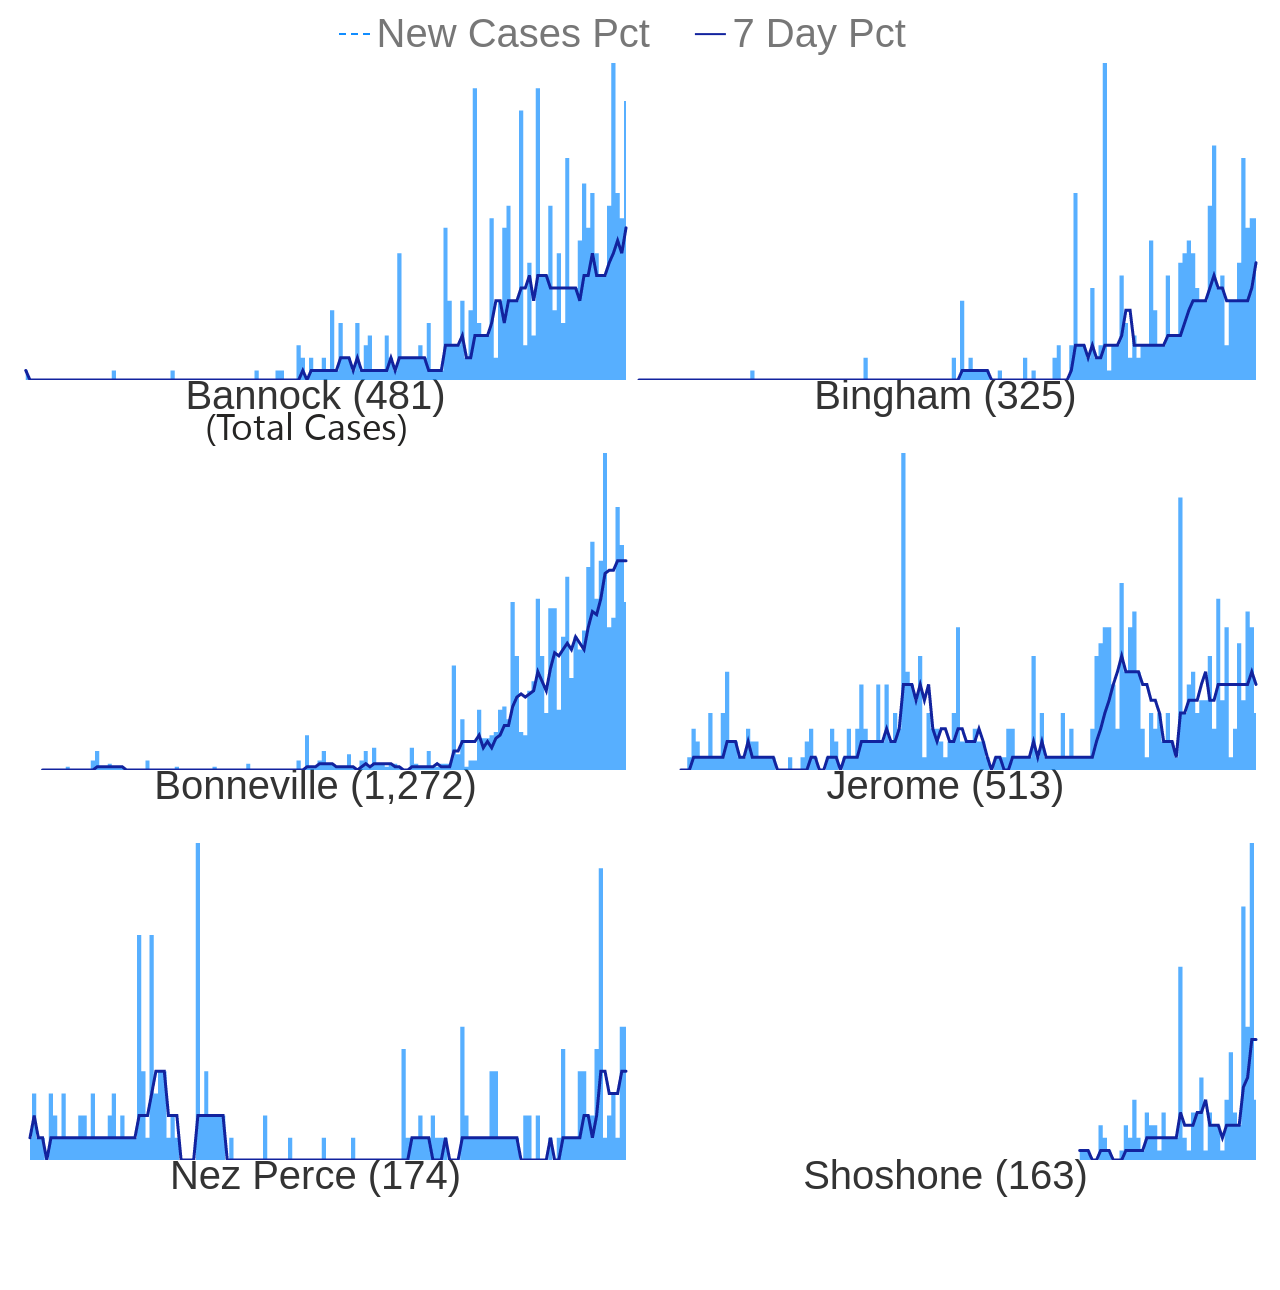 New Cases Pct 7 Day Pct
Bannock (481) Bingham (325)
(Total Cases)
Bonneville (1,272) Jerome (513)
Nez Perce (174) Shoshone (163)